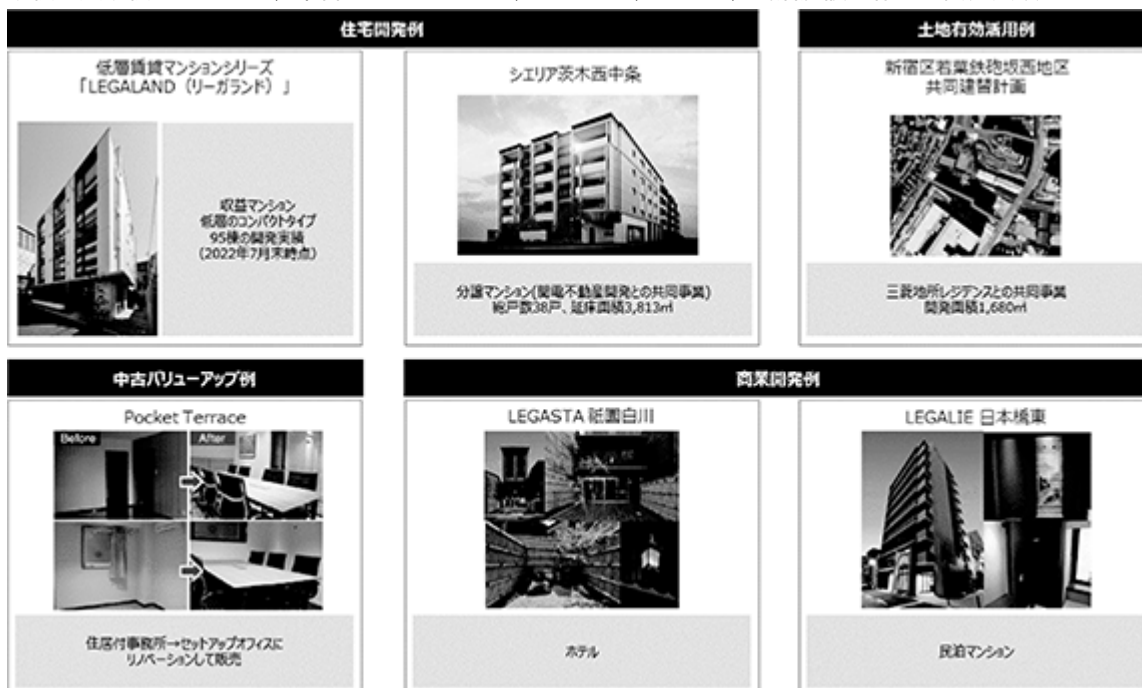 住宅開発例
土地有効活用例
低層賃貸マンションシリーズ
「LEGALAND（リーガランド）」
収益マンション
低層のコンパクトタイプ
95棟の開発実績
(2022年7月末時点)
シエリア茨木西中条
分譲マンション(関電不動産開発との共同事業)
総戸数38戸、延床面積3,813㎡
新宿区若葉鉄砲坂西地区
共同建替計画
三菱地所レジデンスとの共同事業
開発面積1,680㎡
中古バリューアップ例
商業開発例
Pocket Terrace
Before
After
住居付事務所→セットアップオフィスに
リノベーションして販売
LEGASTA 祇園白川
ホテル
LEGALIE 日本橋東
民泊マンション